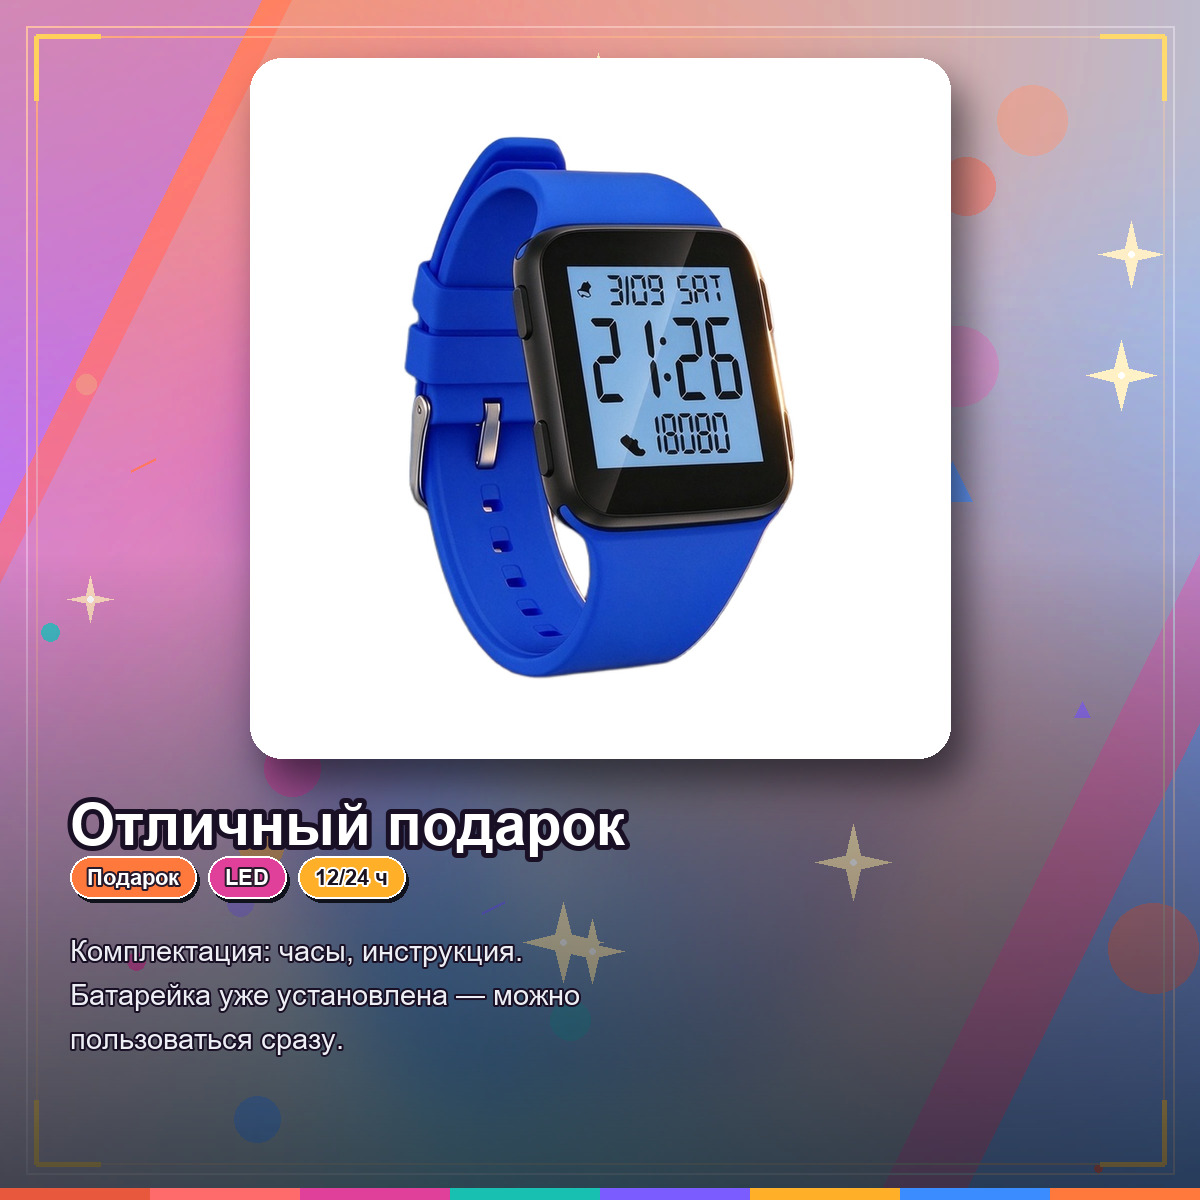 3109 SAT
21:26
18080
Отличный подарок
Подарок LED 12/24 ч
Комплектация: часы, инструкция.
Батарейка уже установлена — можно
пользоваться сразу.